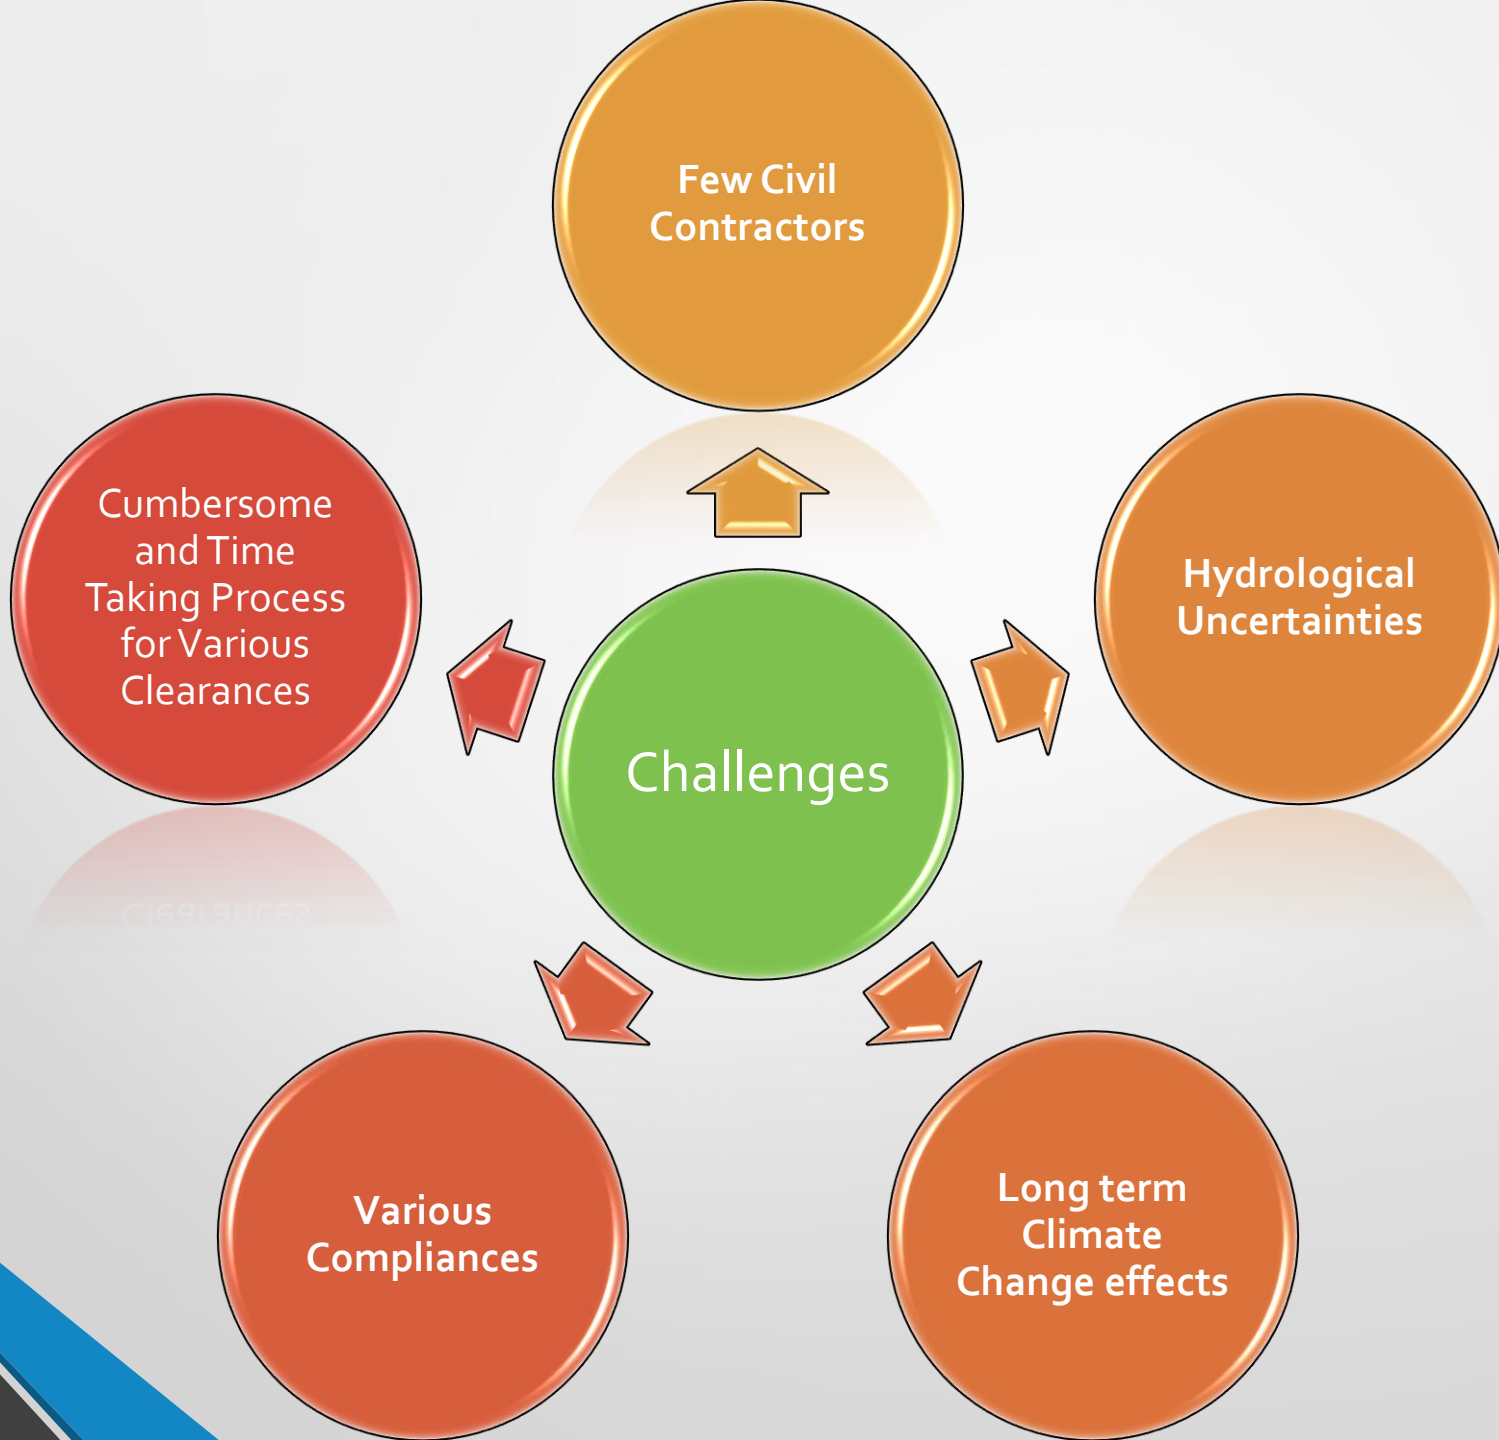 Few Civil
Contractors
Hydrological
Uncertainties
Long term
Climate
Change effects
Various
Compliances
Cumbersome
and Time
Taking Process
for Various
Clearances
Challenges